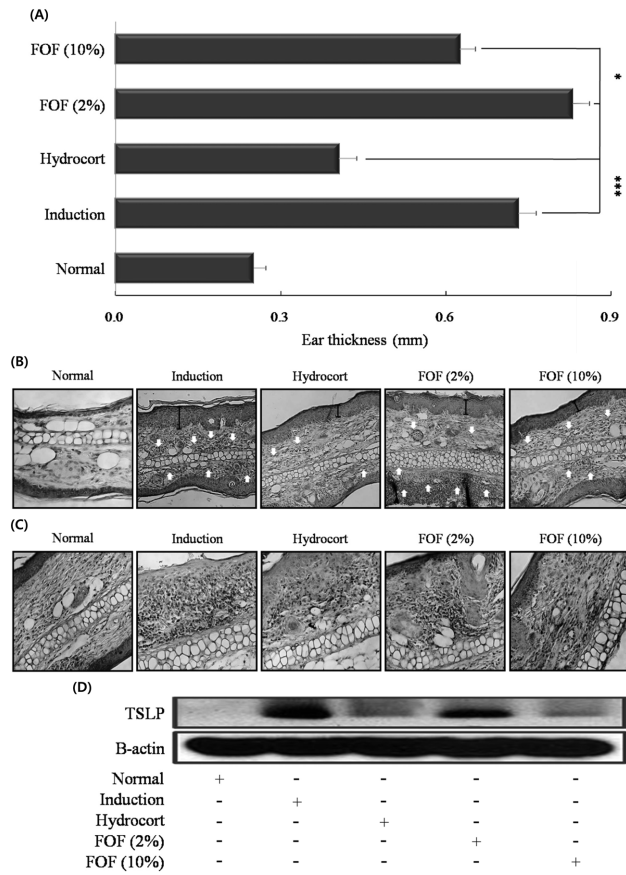 (A)
FOF (10%)
*
FOF (2%)
Hydrocort
***
Induction
Normal
0.0 0.3 0.6 0.9
Ear thickness (mm)
(B)
Normal Induction Hydrocort FOF (2%) FOF (10%)
(C)
Normal Induction Hydrocort FOF (2%) FOF (10%)
(D)
TSLP
B-actin
Normal + - - - -
Induction - + - - -
Hydrocort - - + - -
FOF (2%) - - - + -
FOF (10%) - - - - +